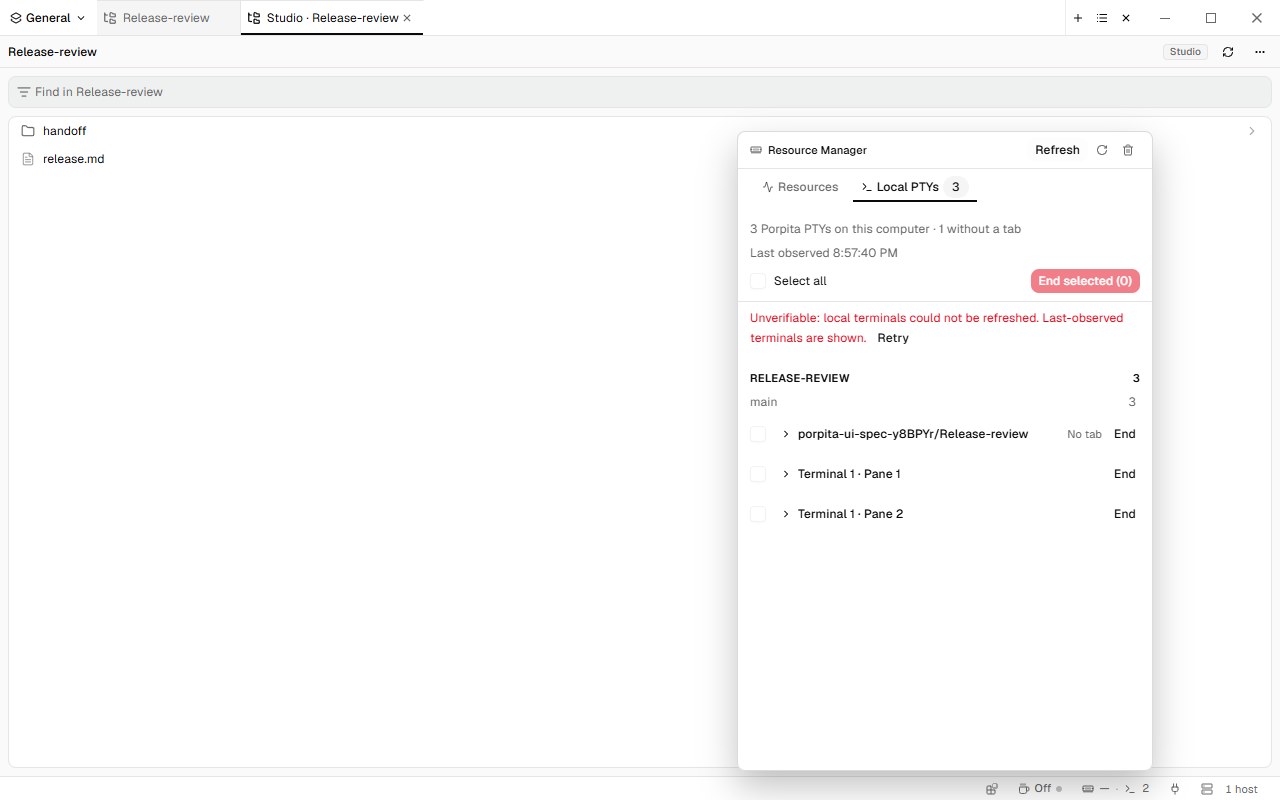 General
Release-review
Studio · Release-review
Release-review
Studio
Find in Release-review
handoff
release.md
Resource Manager
Refresh
Resources
Local PTYs 3
3 Porpita PTYs on this computer · 1 without a tab
Last observed 8:57:40 PM
Select all
End selected (0)
Unverifiable: local terminals could not be refreshed. Last-observed
terminals are shown. Retry
RELEASE-REVIEW 3
main 3
porpita-ui-spec-y8BPYr/Release-review No tab End
Terminal 1 · Pane 1 End
Terminal 1 · Pane 2 End
Off — · 2 1 host